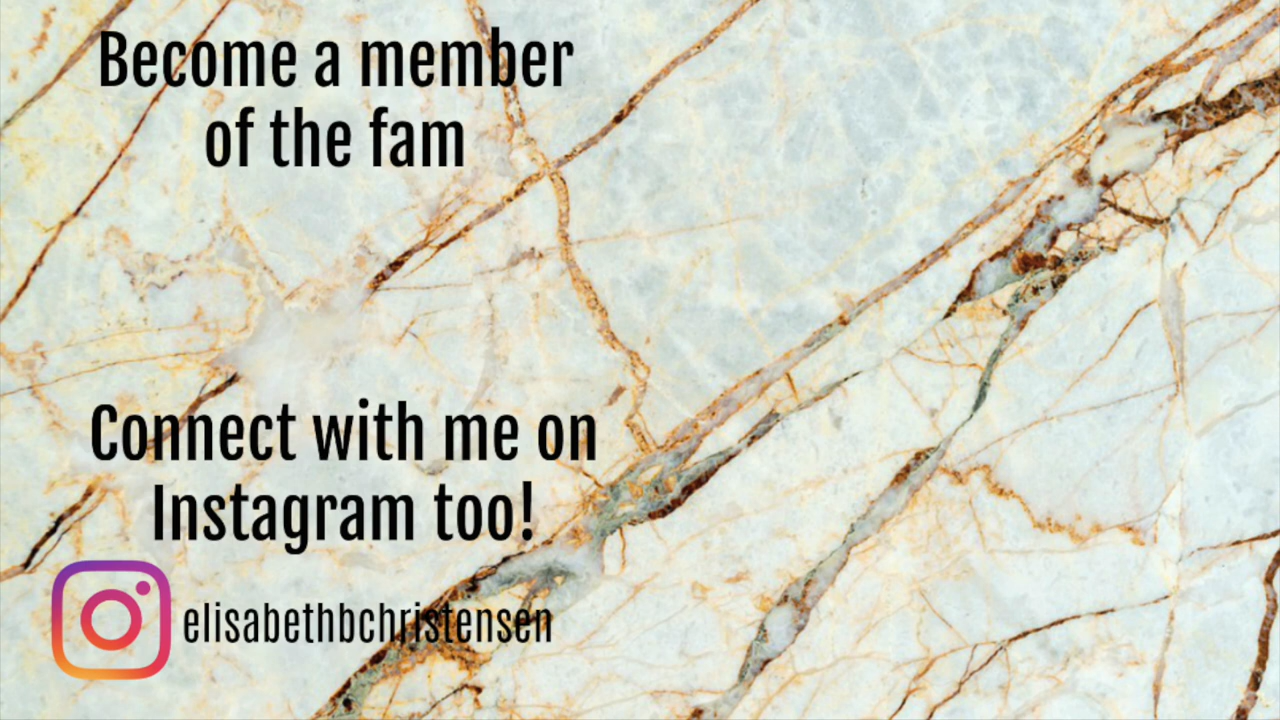 Become a member
of the fam
Connect with me on
Instagram too!
elisabethbchristensen